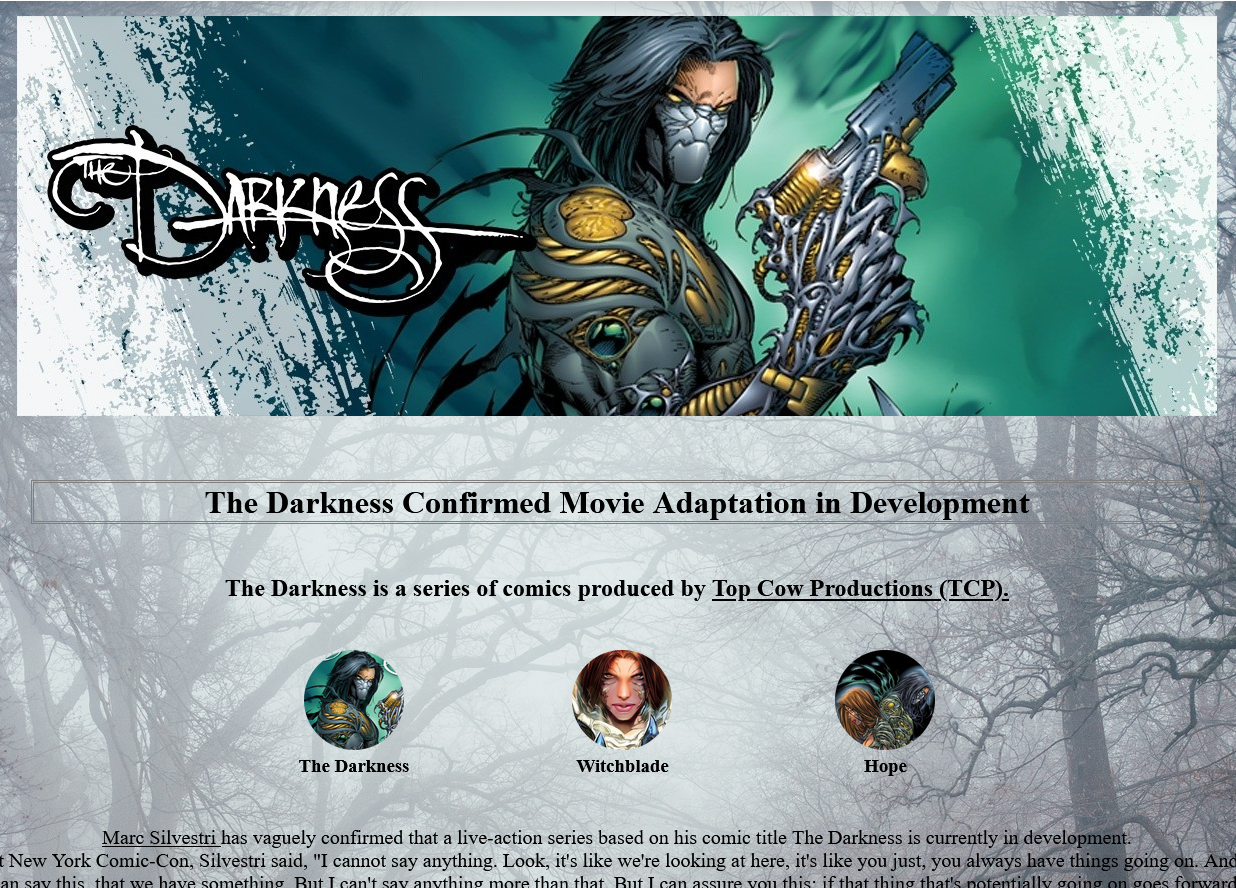 THE DARKNESS
The Darkness Confirmed Movie Adaptation in Development
The Darkness is a series of comics produced by Top Cow Productions (TCP).
The Darkness
Witchblade
Hope
Marc Silvestri has vaguely confirmed that a live-action series based on his comic title The Darkness is currently in development.
t New York Comic-Con, Silvestri said, "I cannot say anything. Look, it's like we're looking at here, it's like you just, you always have things going on. And
an say this, that we have something. But I can't say anything more than that. But I can assure you this: if that thing that's potentially going on goes forward